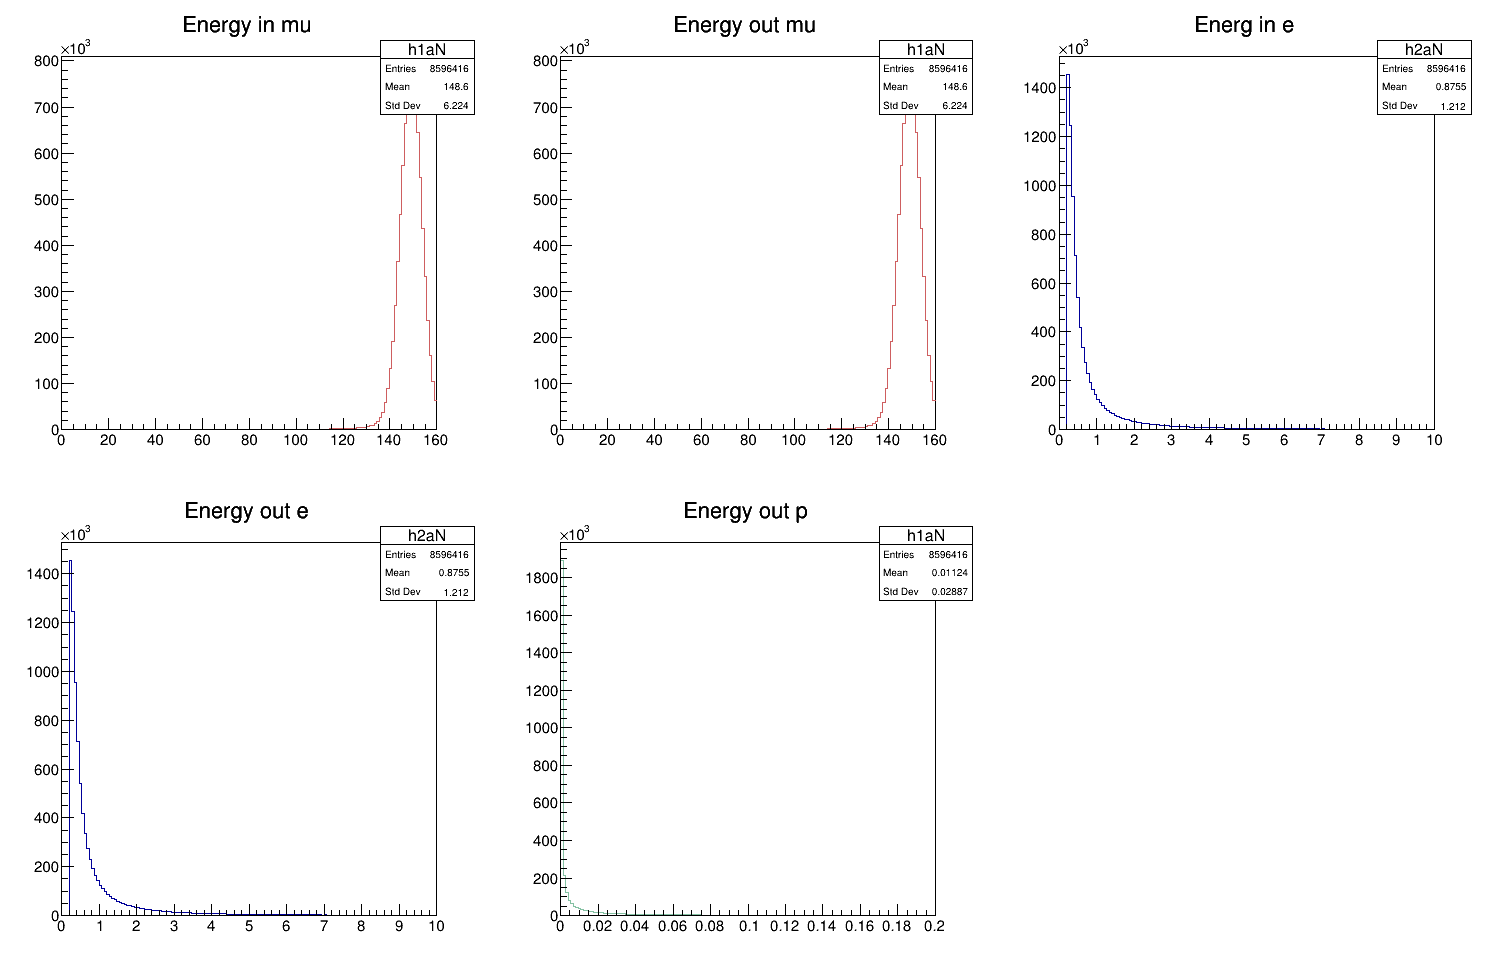 Energy in mu
×10³
h1aN
Entries 8596416
Mean 148.6
Std Dev 6.224
800
700
600
500
400
300
200
100
0
0 20 40 60 80 100 120 140 160
Energy out mu
×10³
h1aN
Entries 8596416
Mean 148.6
Std Dev 6.224
800
700
600
500
400
300
200
100
0
0 20 40 60 80 100 120 140 160
Energ in e
×10³
h2aN
Entries 8596416
Mean 0.8755
Std Dev 1.212
1400
1200
1000
800
600
400
200
0
0 1 2 3 4 5 6 7 8 9 10
Energy out e
×10³
h2aN
Entries 8596416
Mean 0.8755
Std Dev 1.212
1400
1200
1000
800
600
400
200
0
0 1 2 3 4 5 6 7 8 9 10
Energy out p
×10³
h1aN
Entries 8596416
Mean 0.01124
Std Dev 0.02887
1800
1600
1400
1200
1000
800
600
400
200
0
0 0.02 0.04 0.06 0.08 0.1 0.12 0.14 0.16 0.18 0.2